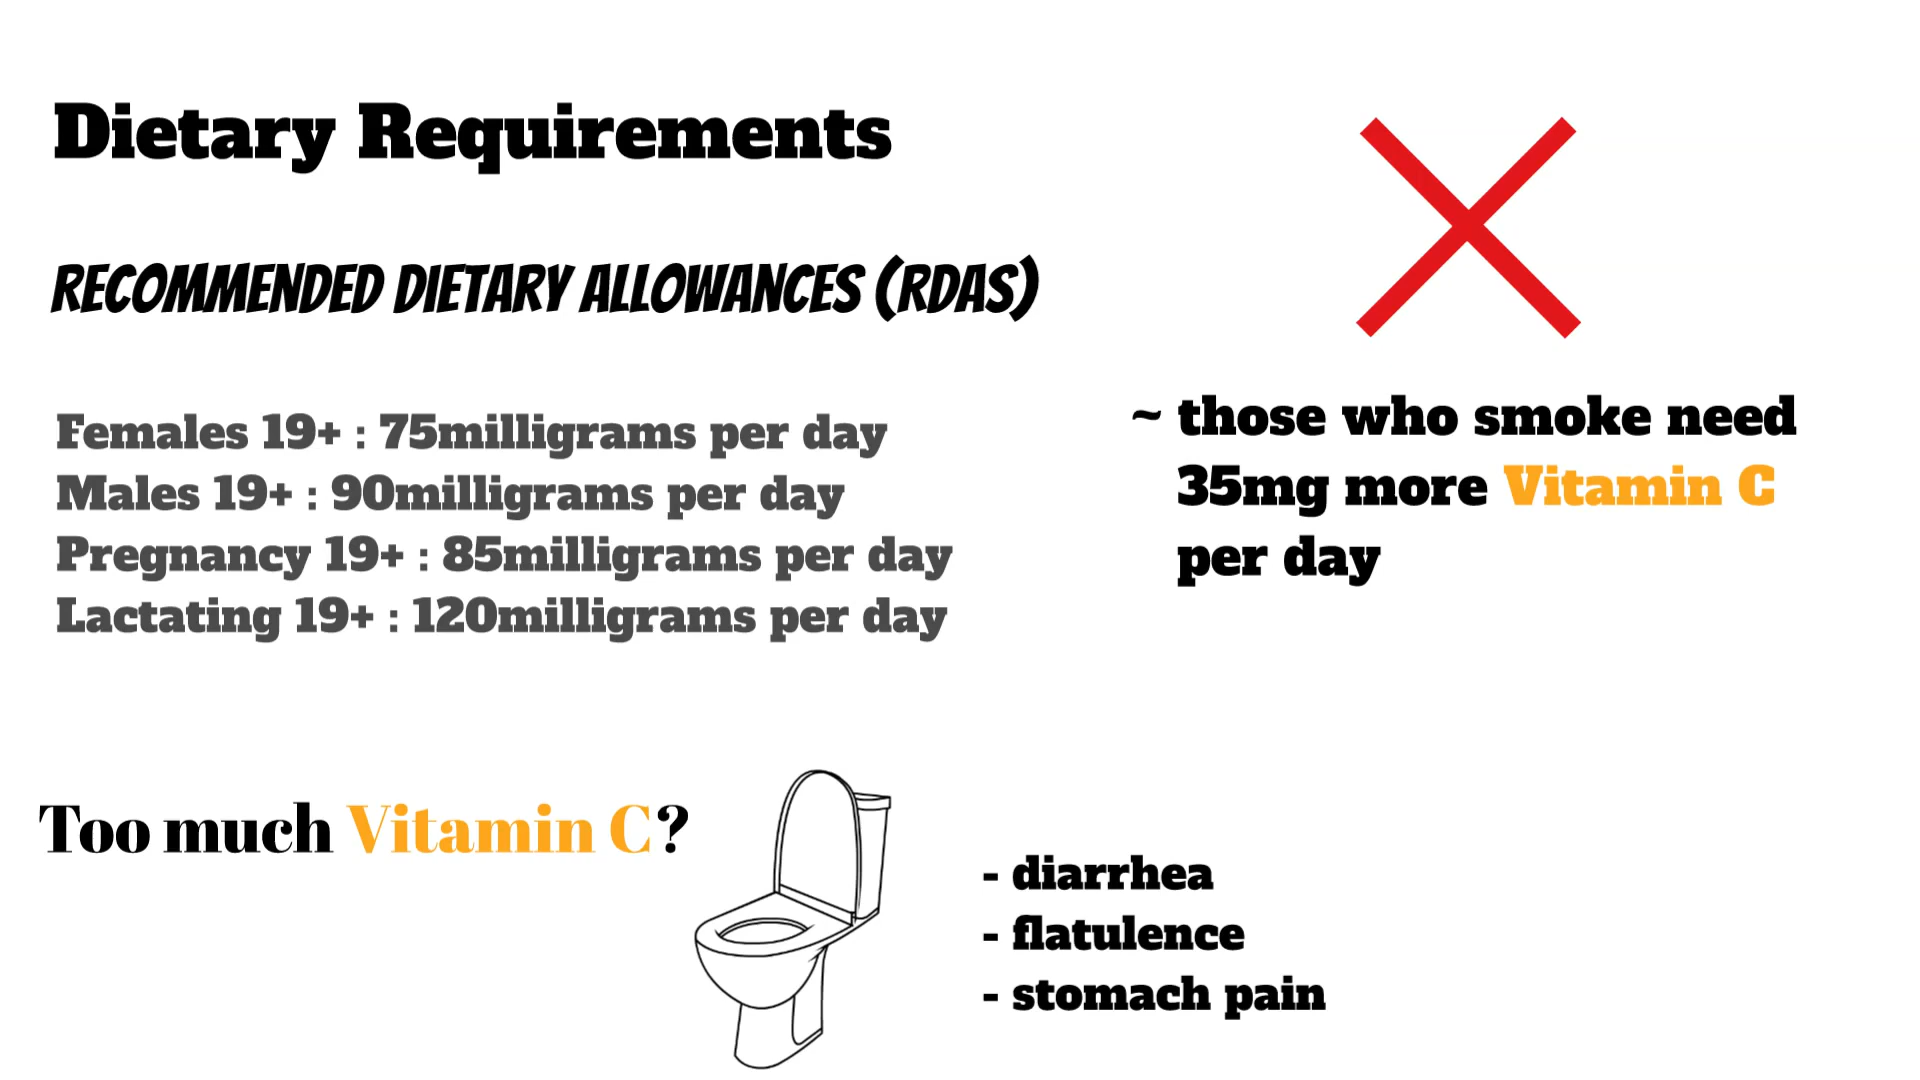 Dietary Requirements
RECOMMENDED DIETARY ALLOWANCES (RDAS)
Females 19+ : 75milligrams per day
Males 19+ : 90milligrams per day
Pregnancy 19+ : 85milligrams per day
Lactating 19+ : 120milligrams per day
~ those who smoke need
35mg more Vitamin C
per day
Too much Vitamin C?
- diarrhea
- flatulence
- stomach pain